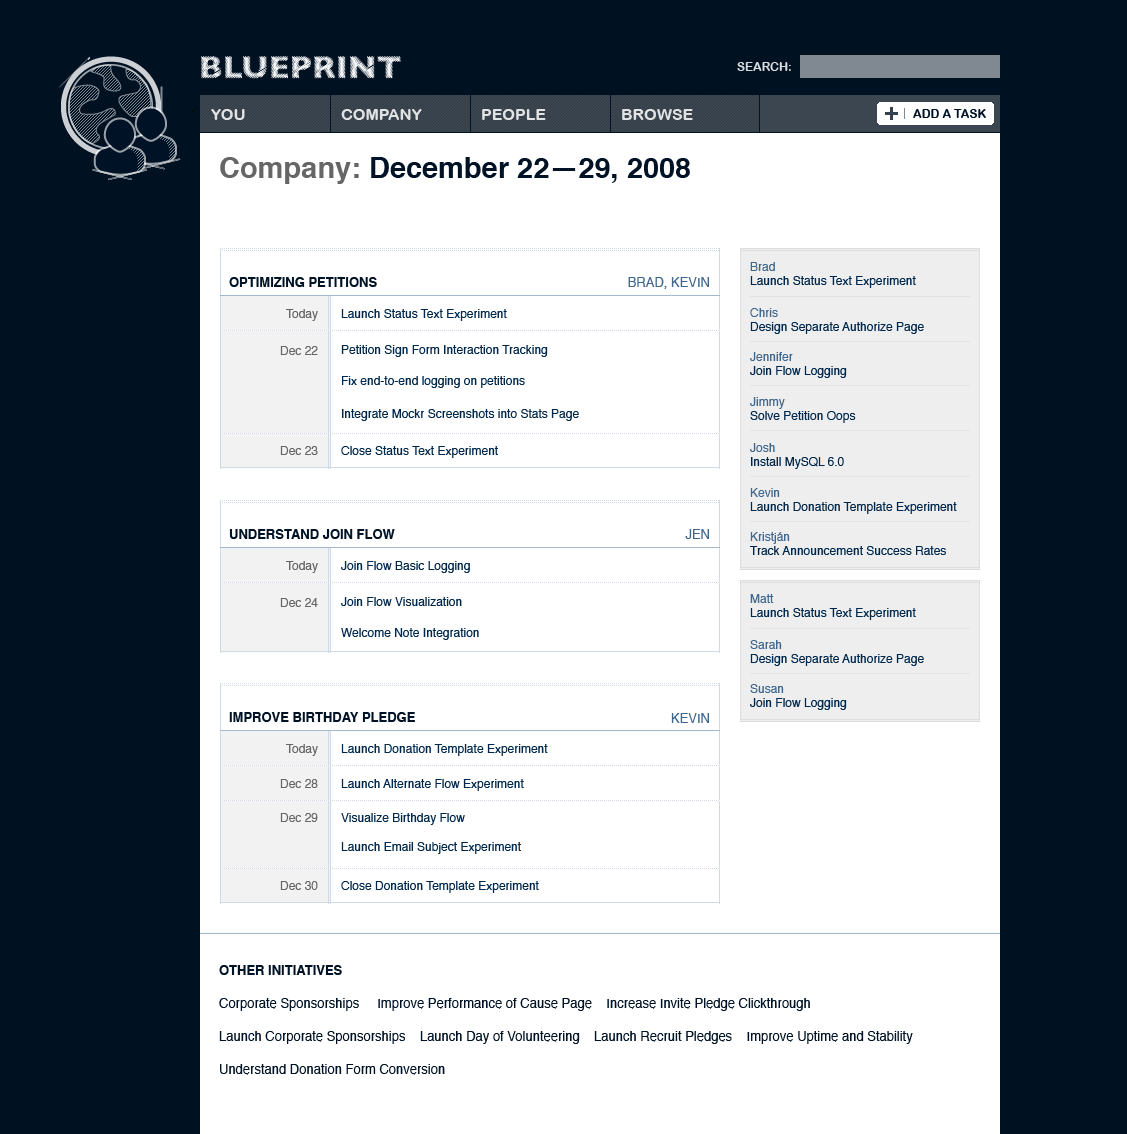 BLUEPRINT
SEARCH:
YOU COMPANY PEOPLE BROWSE ADD A TASK
Company: December 22—29, 2008
OPTIMIZING PETITIONS BRAD, KEVIN
Today Launch Status Text Experiment
Dec 22 Petition Sign Form Interaction Tracking
Fix end-to-end logging on petitions
Integrate Mockr Screenshots into Stats Page
Dec 23 Close Status Text Experiment
UNDERSTAND JOIN FLOW JEN
Today Join Flow Basic Logging
Dec 24 Join Flow Visualization
Welcome Note Integration
IMPROVE BIRTHDAY PLEDGE KEVIN
Today Launch Donation Template Experiment
Dec 28 Launch Alternate Flow Experiment
Dec 29 Visualize Birthday Flow
Launch Email Subject Experiment
Dec 30 Close Donation Template Experiment
Brad
Launch Status Text Experiment
Chris
Design Separate Authorize Page
Jennifer
Join Flow Logging
Jimmy
Solve Petition Oops
Josh
Install MySQL 6.0
Kevin
Launch Donation Template Experiment
Kristján
Track Announcement Success Rates
Matt
Launch Status Text Experiment
Sarah
Design Separate Authorize Page
Susan
Join Flow Logging
OTHER INITIATIVES
Corporate Sponsorships Improve Performance of Cause Page Increase Invite Pledge Clickthrough
Launch Corporate Sponsorships Launch Day of Volunteering Launch Recruit Pledges Improve Uptime and Stability
Understand Donation Form Conversion